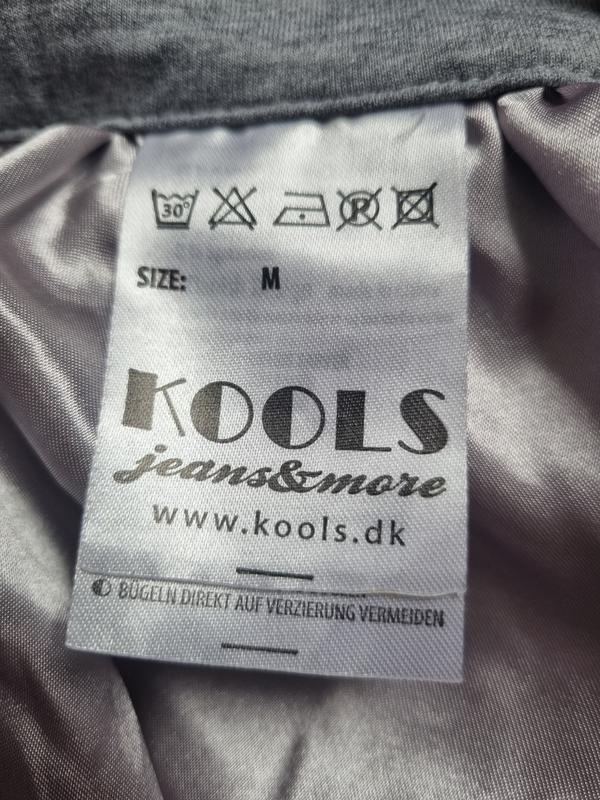 30°
P
SIZE: M
KOOLS
jeans&more
www.kools.dk
BÜGELN DIREKT AUF VERZIERUNG VERMEIDEN